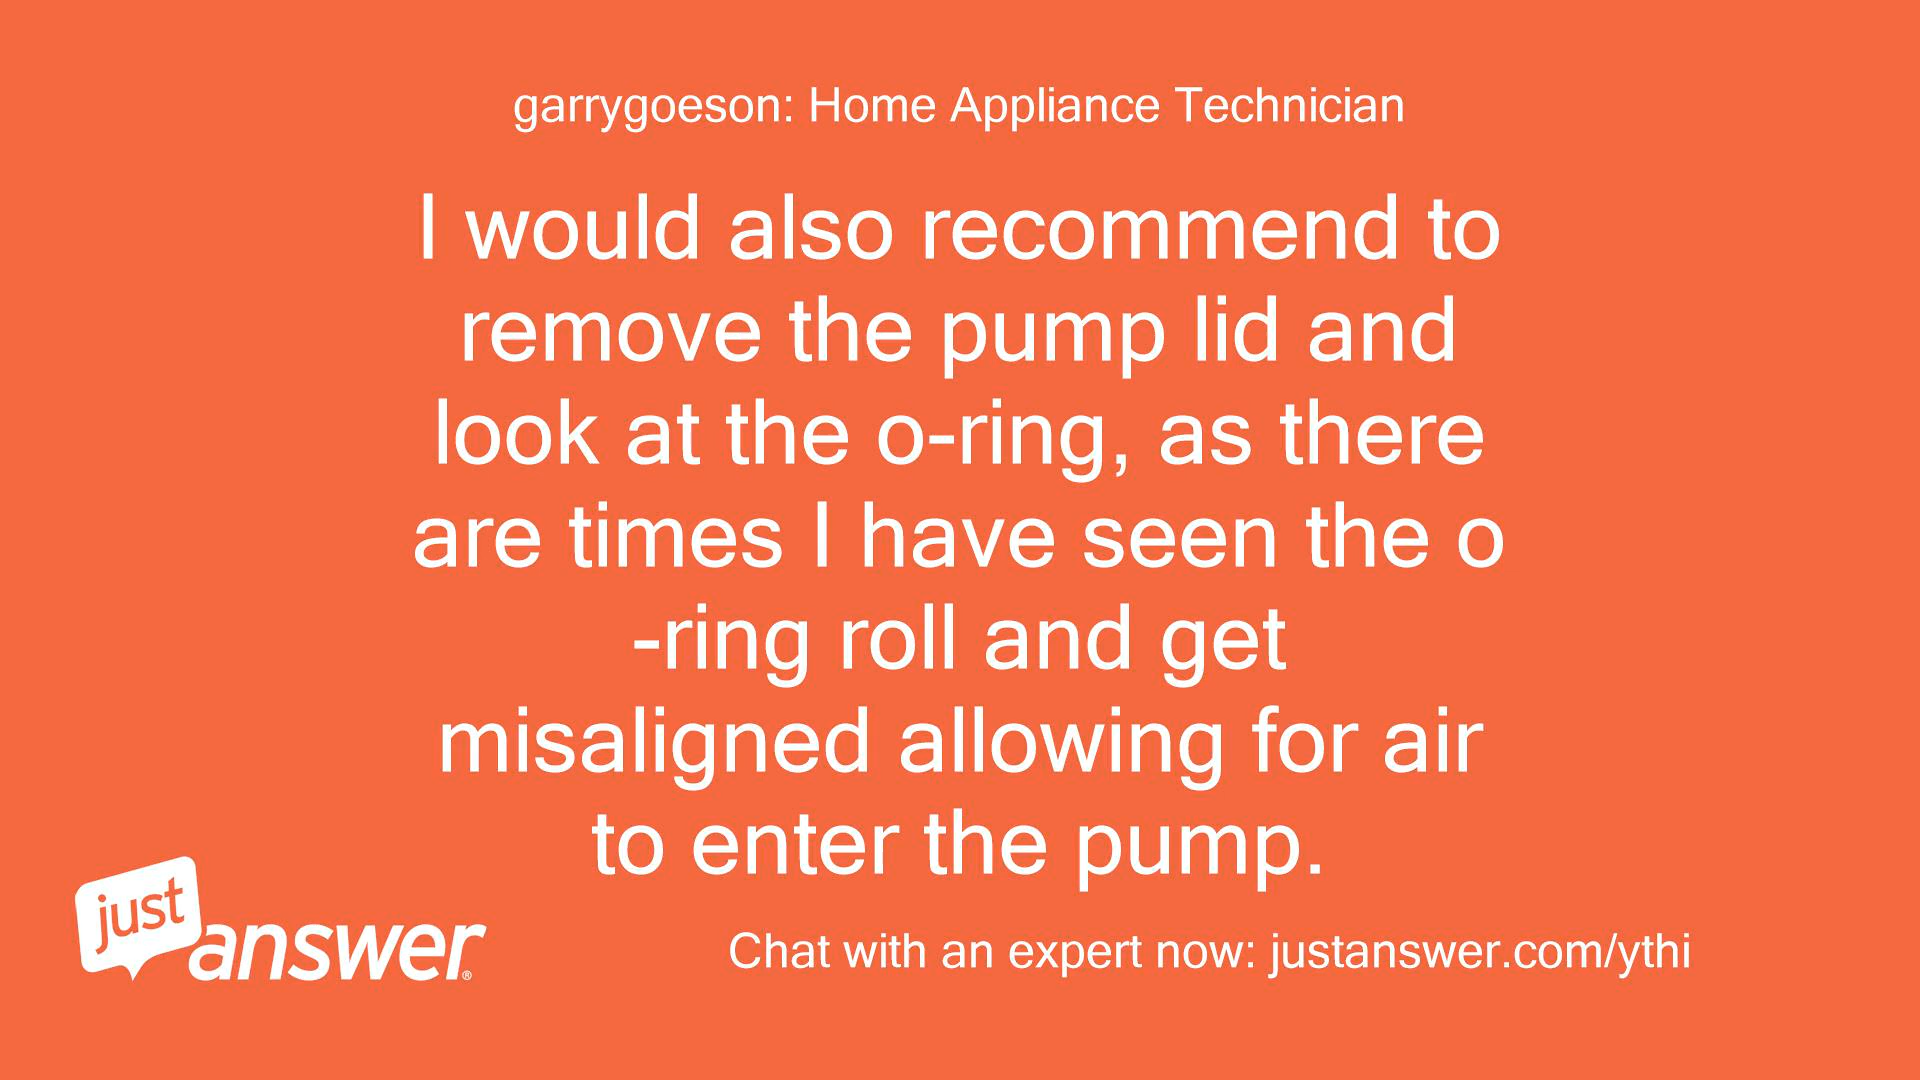 garrygoeson: Home Appliance Technician
I would also recommend to
remove the pump lid and
look at the o-ring, as there
are times I have seen the o
-ring roll and get
misaligned allowing for air
to enter the pump.
just
answer®
Chat with an expert now: justanswer.com/ythi